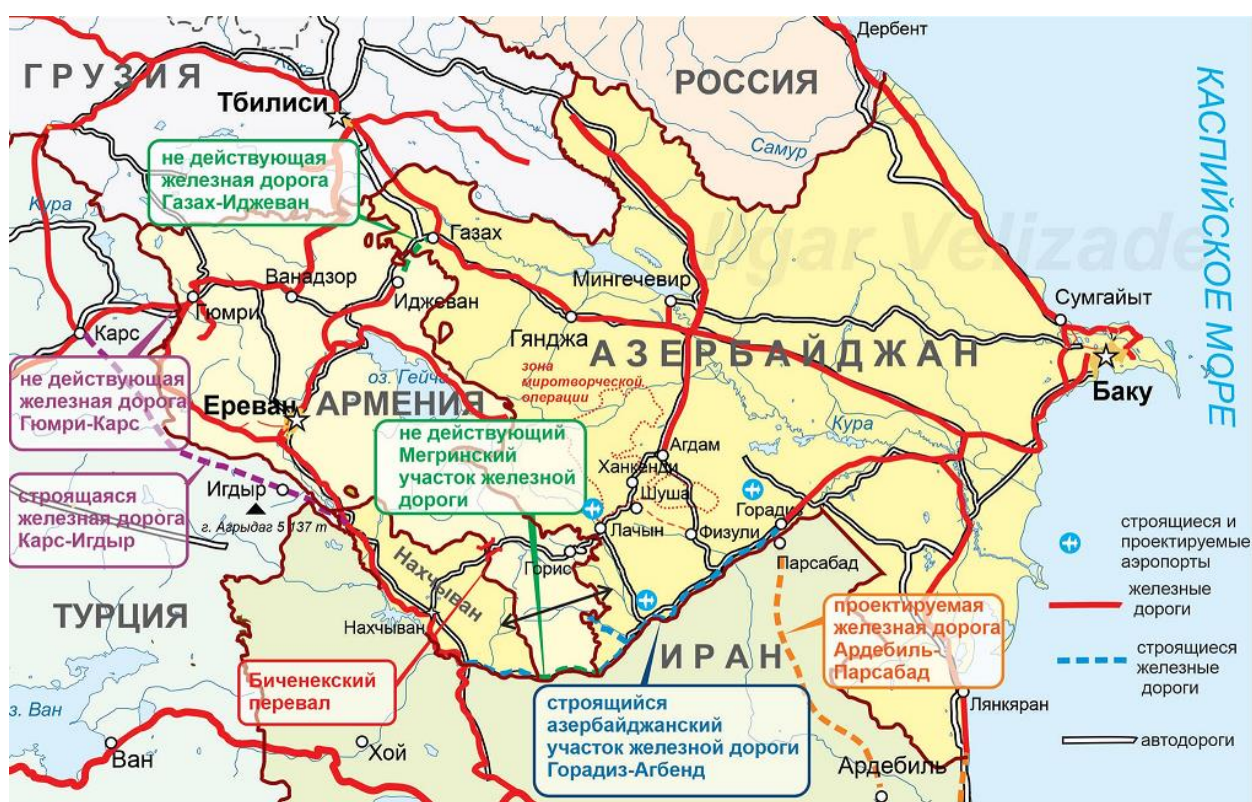 ГРУЗИЯ
Тбилиси
РОССИЯ
Дербент
Самур
КАСПИЙСКОЕ МОРЕ
Ilgar Velizade
не действующая
железная дорога
Газах-Иджеван
Кура
Газах
Ванадзор
Иджеван
Гюмри
Карс
Мингечевир
Гянджа
Сумгайыт
Баку
АЗЕРБАЙДЖАН
зона
миротворческой
операции
оз. Гейча
Ереван
АРМЕНИЯ
не действующая
железная дорога
Гюмри-Карс
не действующий
Мегринский
участок железной
дороги
Агдам
Ханкенди
Шуша
Кура
Горадиз
Лачын
Физули
Горис
Парсабад
строящаяся
железная дорога
Карс-Игдыр
Игдыр
г. Агрыдаг 5 137 m
Нахчыван
Нахчыван
ТУРЦИЯ
ИРАН
Биченекский
перевал
строящийся
азербайджанский
участок железной дороги
Горадиз-Агбенд
проектируемая
железная дорога
Ардебиль-
Парсабад
Лянкяран
Ардебиль
з. Ван
Ван
Хой
строящиеся и
проектируемые
аэропорты
железные
дороги
строящиеся
железные
дороги
автодороги